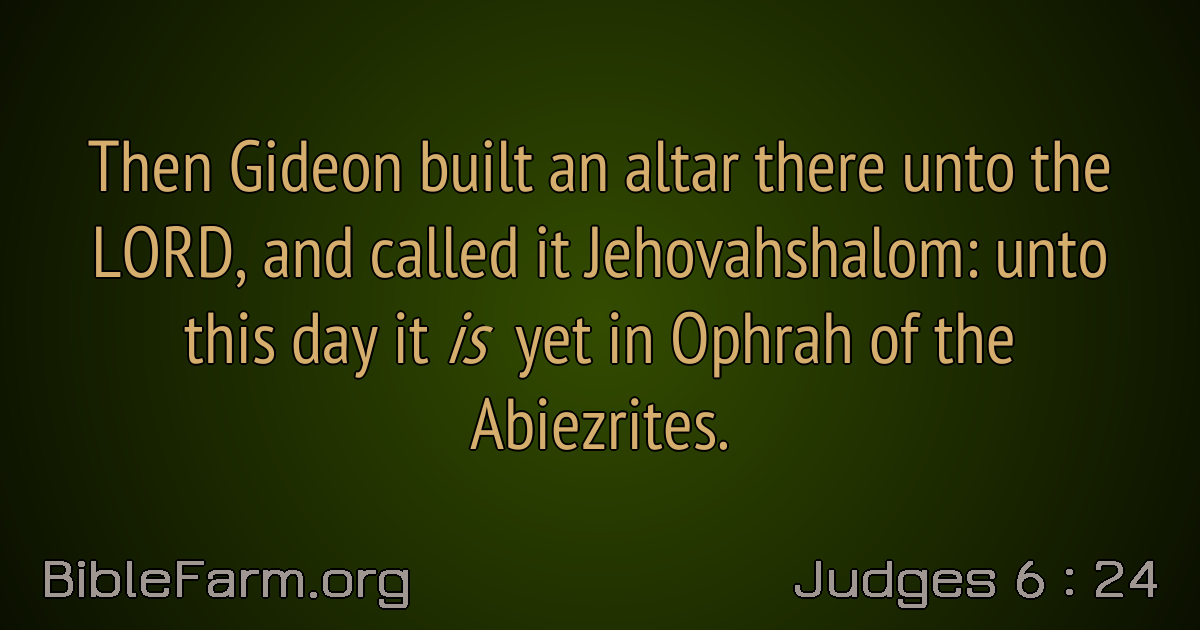 Then Gideon built an altar there unto the
LORD, and called it Jehovahshalom: unto
this day it is yet in Ophrah of the
Abiezrites.
BibleFarm.org
Judges 6 : 24